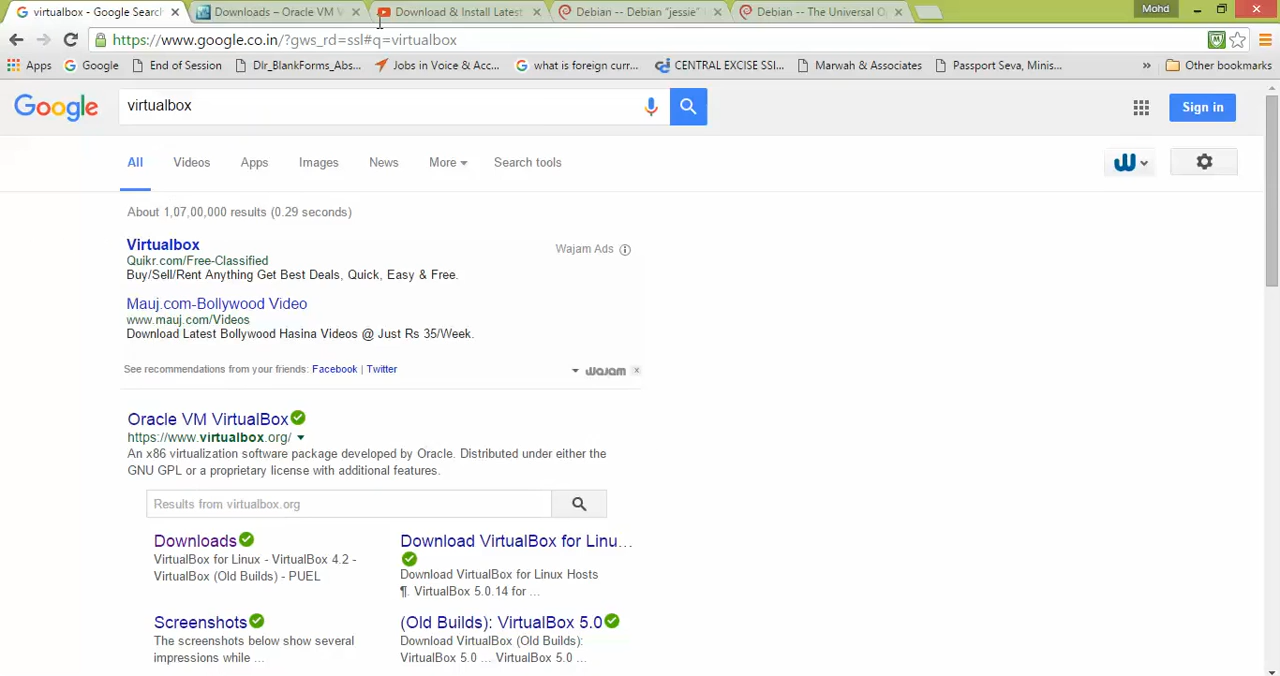 virtualbox - Google Search
Downloads – Oracle VM V
Download & Install Latest
Debian -- Debian "jessie"
Debian -- The Universal O
Mohd
https://www.google.co.in/?gws_rd=ssl#q=virtualbox
Apps
Google
End of Session
Dlr_BlankForms_Abs...
Jobs in Voice & Acc...
what is foreign curr...
CENTRAL EXCISE SSI...
Marwah & Associates
Passport Seva, Minis...
»
Other bookmarks
Google
virtualbox
Sign in
All
Videos
Apps
Images
News
More
Search tools
About 1,07,00,000 results (0.29 seconds)
Virtualbox
Wajam Ads
Quikr.com/Free-Classified
Buy/Sell/Rent Anything Get Best Deals, Quick, Easy & Free.
Mauj.com-Bollywood Video
www.mauj.com/Videos
Download Latest Bollywood Hasina Videos @ Just Rs 35/Week.
See recommendations from your friends: Facebook | Twitter
wajam x
Oracle VM VirtualBox
https://www.virtualbox.org/
An x86 virtualization software package developed by Oracle. Distributed under either the
GNU GPL or a proprietary license with additional features.
Results from virtualbox.org
Downloads
VirtualBox for Linux - VirtualBox 4.2 -
VirtualBox (Old Builds) - PUEL
Download VirtualBox for Linu...
Download VirtualBox for Linux Hosts
¶. VirtualBox 5.0.14 for ...
Screenshots
The screenshots below show several
impressions while ...
(Old Builds): VirtualBox 5.0
Download VirtualBox (Old Builds):
VirtualBox 5.0 ... VirtualBox 5.0 ...